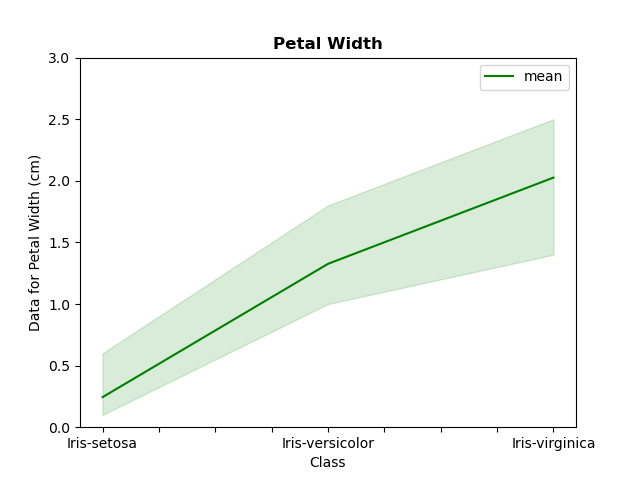 Petal Width
mean
Data for Petal Width (cm)
3.0
2.5
2.0
1.5
1.0
0.5
0.0
Iris-setosa Iris-versicolor Iris-virginica
Class